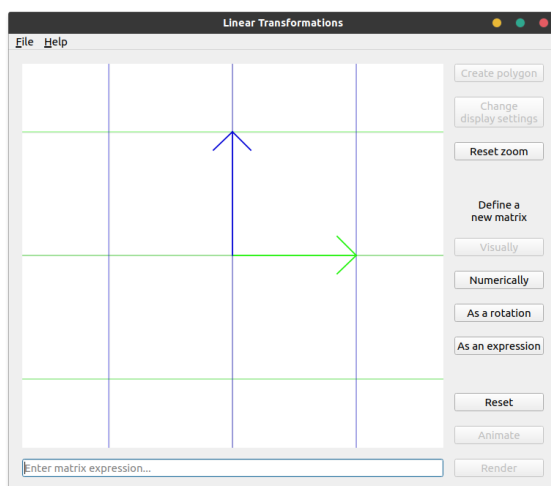 Linear Transformations
File Help
Create polygon
Change
display settings
Reset zoom
Define a
new matrix
Visually
Numerically
As a rotation
As an expression
Reset
Animate
Enter matrix expression...
Render